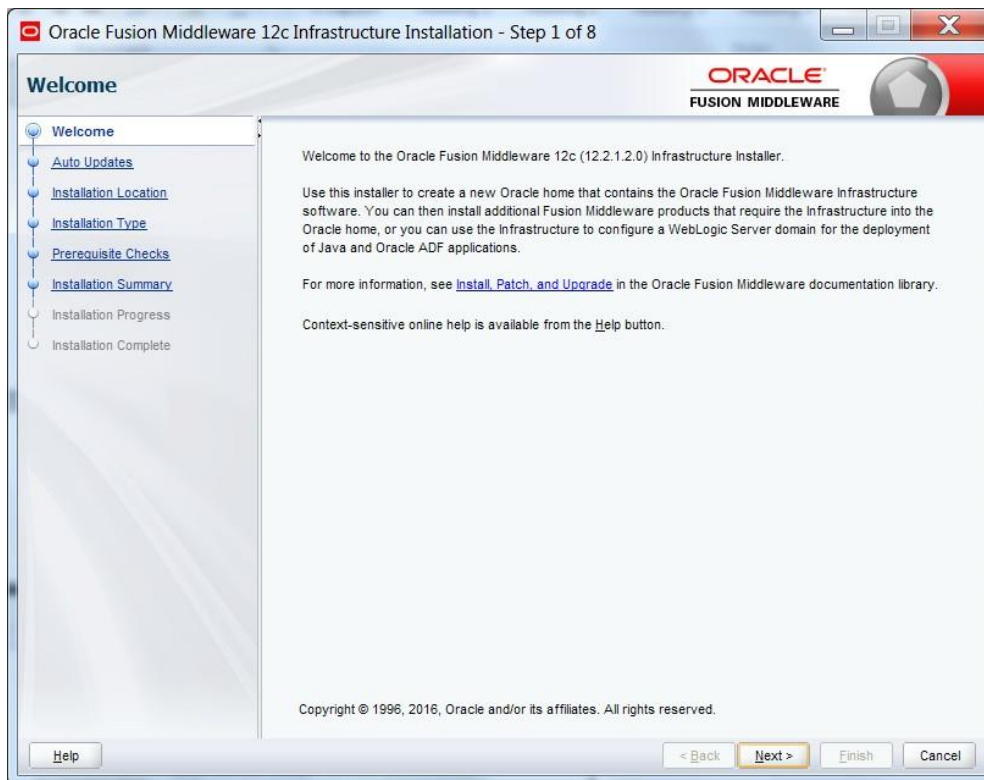 Oracle Fusion Middleware 12c Infrastructure Installation - Step 1 of 8
Welcome
ORACLE
FUSION MIDDLEWARE
Welcome
Auto Updates
Installation Location
Installation Type
Prerequisite Checks
Installation Summary
Installation Progress
Installation Complete
Welcome to the Oracle Fusion Middleware 12c (12.2.1.2.0) Infrastructure Installer.
Use this installer to create a new Oracle home that contains the Oracle Fusion Middleware Infrastructure
software. You can then install additional Fusion Middleware products that require the Infrastructure into the
Oracle home, or you can use the Infrastructure to configure a WebLogic Server domain for the deployment
of Java and Oracle ADF applications.
For more information, see Install, Patch, and Upgrade in the Oracle Fusion Middleware documentation library.
Context-sensitive online help is available from the Help button.
Copyright © 1996, 2016, Oracle and/or its affiliates. All rights reserved.
Help
< Back
Next >
Finish
Cancel